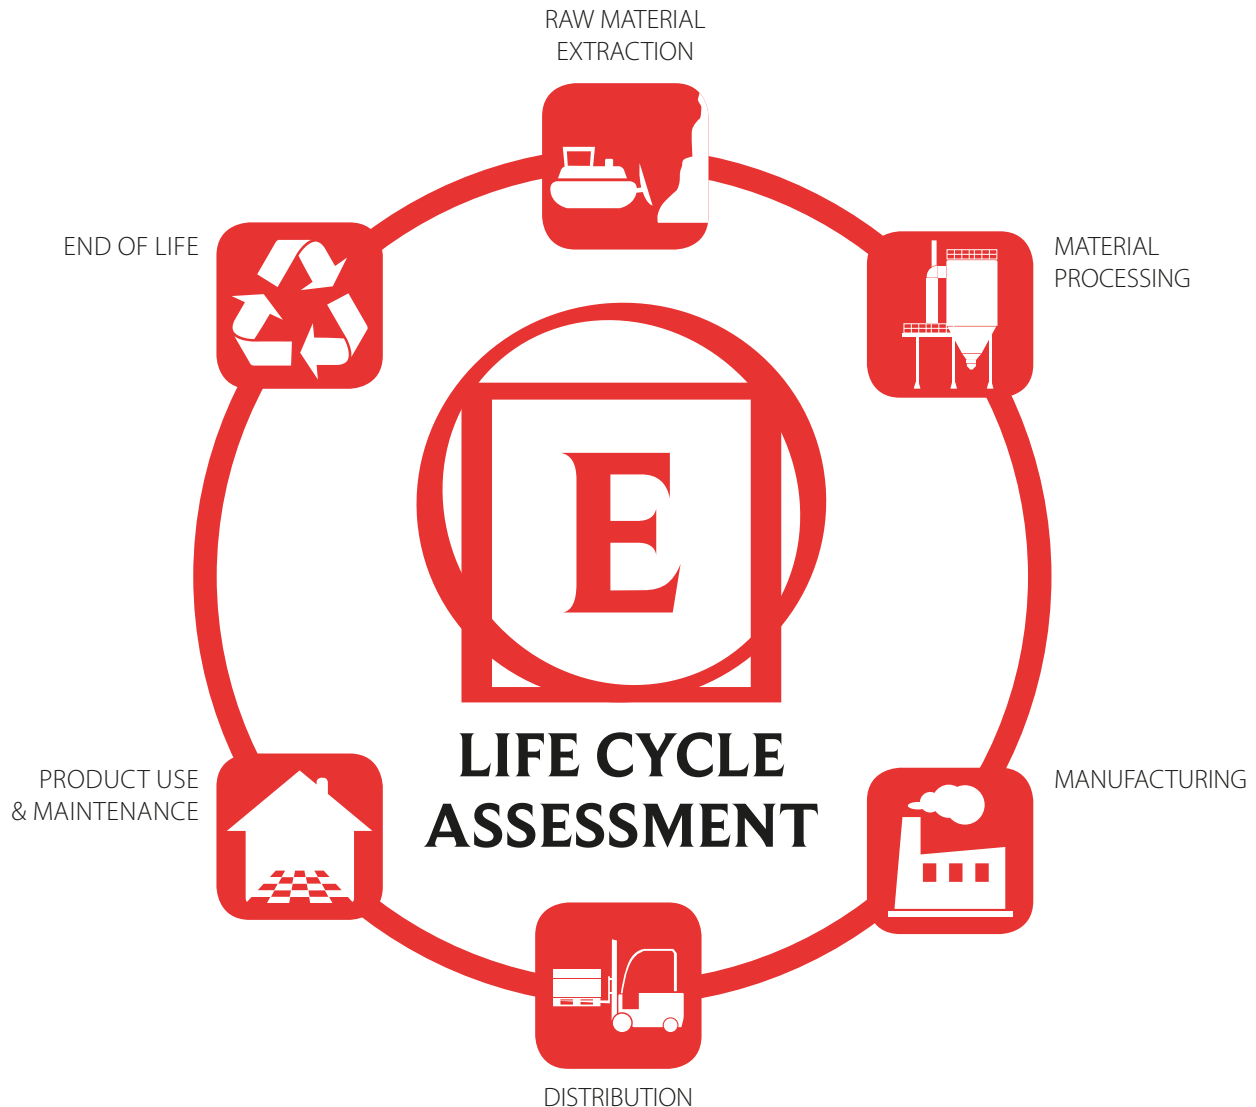 RAW MATERIAL
EXTRACTION
END OF LIFE
MATERIAL
PROCESSING
E
LIFE CYCLE
ASSESSMENT
PRODUCT USE
& MAINTENANCE
MANUFACTURING
DISTRIBUTION